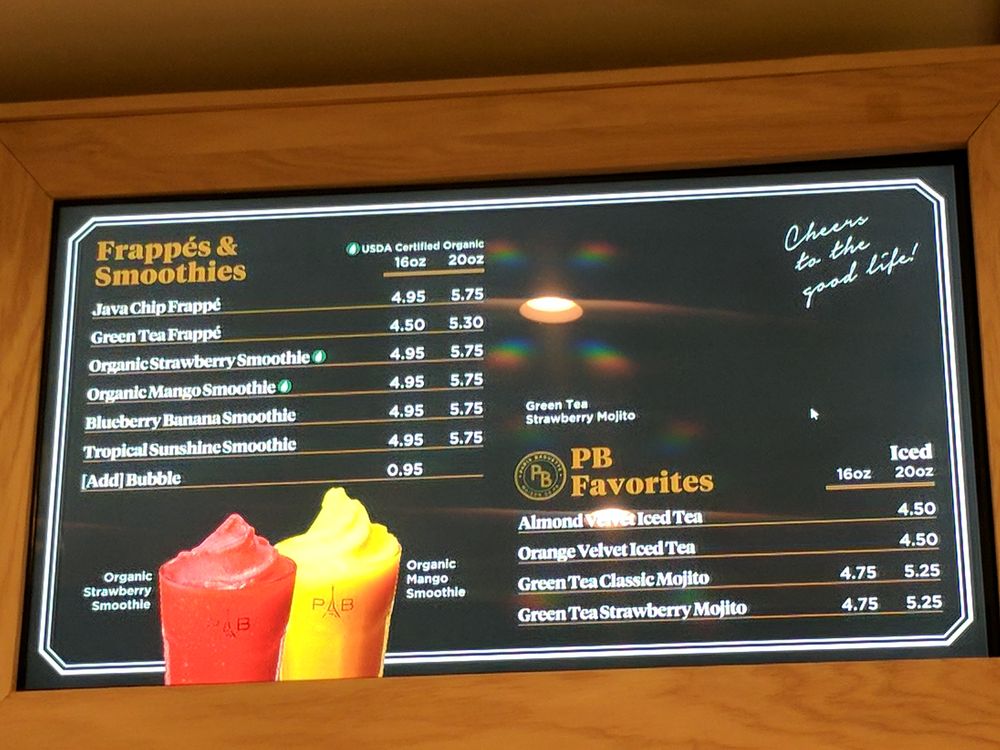 Frappés &
Smoothies
USDA Certified Organic
16oz 20oz
Java Chip Frappé 4.95 5.75
Green Tea Frappé 4.50 5.30
Organic Strawberry Smoothie 4.95 5.75
Organic Mango Smoothie 4.95 5.75
Blueberry Banana Smoothie 4.95 5.75
Tropical Sunshine Smoothie 4.95 5.75
[Add] Bubble 0.95
Organic
Strawberry
Smoothie
PAB
PAB
Organic
Mango
Smoothie
Cheers
to the
good life!
Green Tea
Strawberry Mojito
PB
PB
Favorites
Iced
16oz 20oz
Almond Velvet Iced Tea 4.50
Orange Velvet Iced Tea 4.50
Green Tea Classic Mojito 4.75 5.25
Green Tea Strawberry Mojito 4.75 5.25